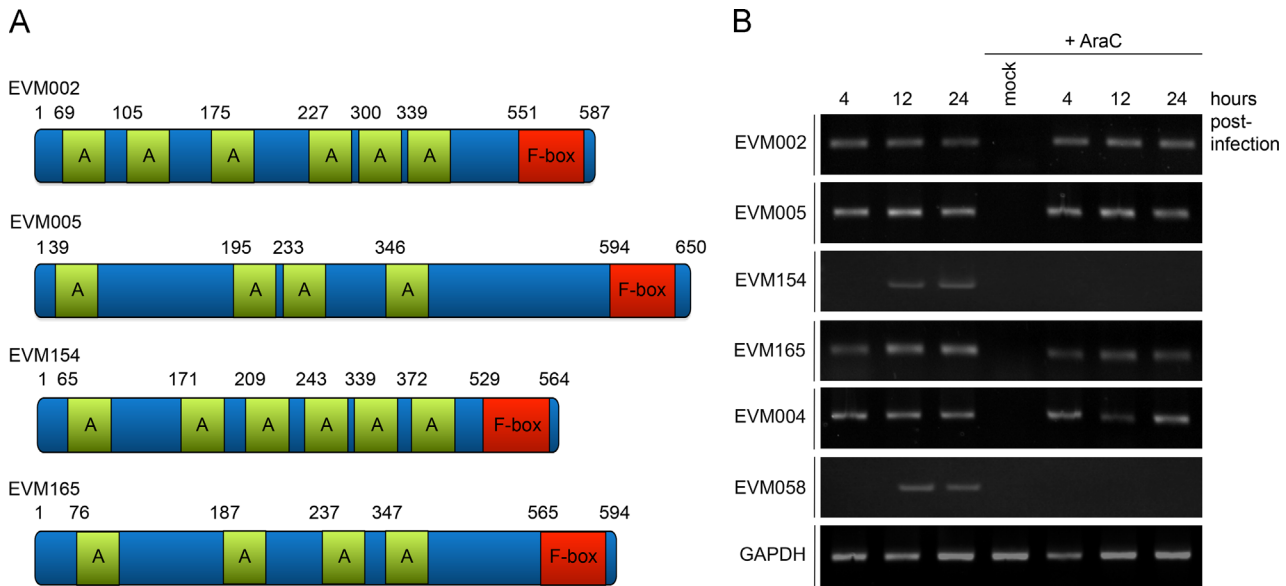 A
EVM002
1 69 105 175 227 300 339 551 587
A A A A A A F-box
EVM005
1 39 195 233 346 594 650
A A A A F-box
EVM154
1 65 171 209 243 339 372 529 564
A A A A A A F-box
EVM165
1 76 187 237 347 565 594
A A A A F-box
B
+ AraC
4 12 24 mock 4 12 24 hours
post-
infection
EVM002
EVM005
EVM154
EVM165
EVM004
EVM058
GAPDH